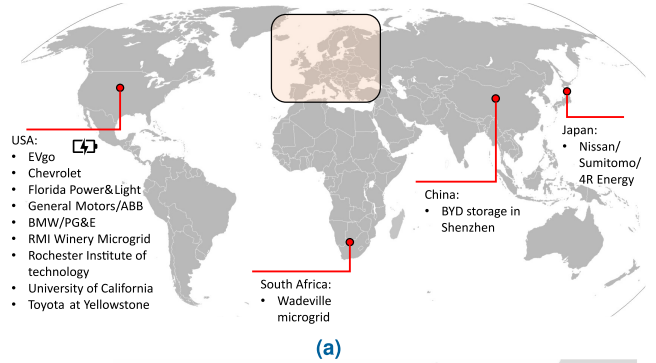 USA:
• EVgo
• Chevrolet
• Florida Power&Light
• General Motors/ABB
• BMW/PG&E
• RMI Winery Microgrid
• Rochester Institute of
technology
• University of California
• Toyota at Yellowstone
South Africa:
• Wadeville
microgrid
China:
• BYD storage in
Shenzhen
Japan:
• Nissan/
Sumitomo/
4R Energy
(a)